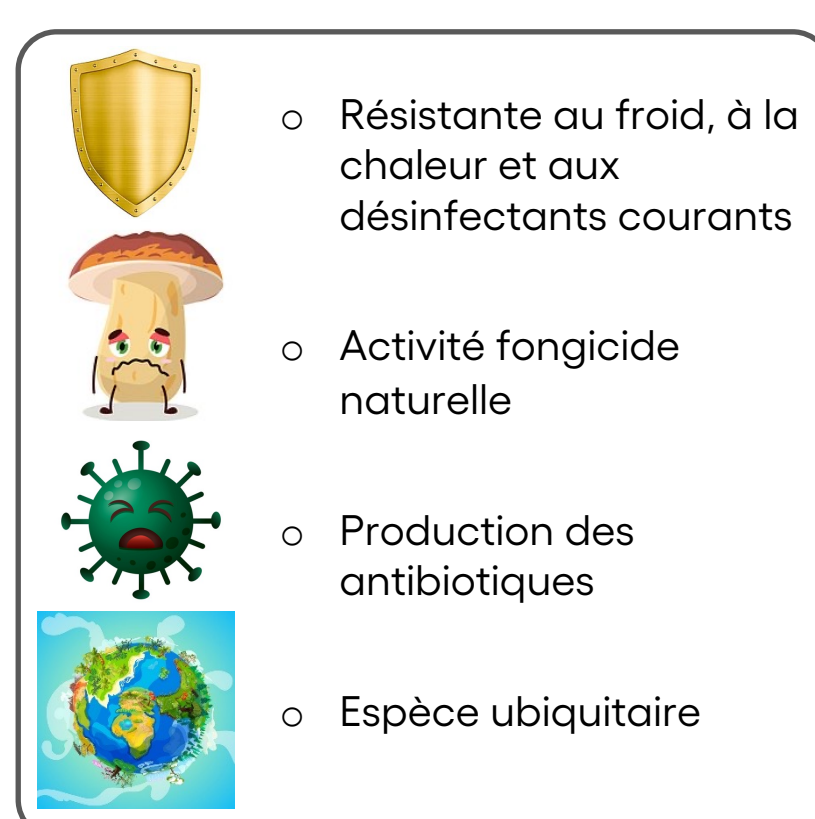 ○ Résistante au froid, à la
chaleur et aux
désinfectants courants
○ Activité fongicide
naturelle
○ Production des
antibiotiques
○ Espèce ubiquitaire